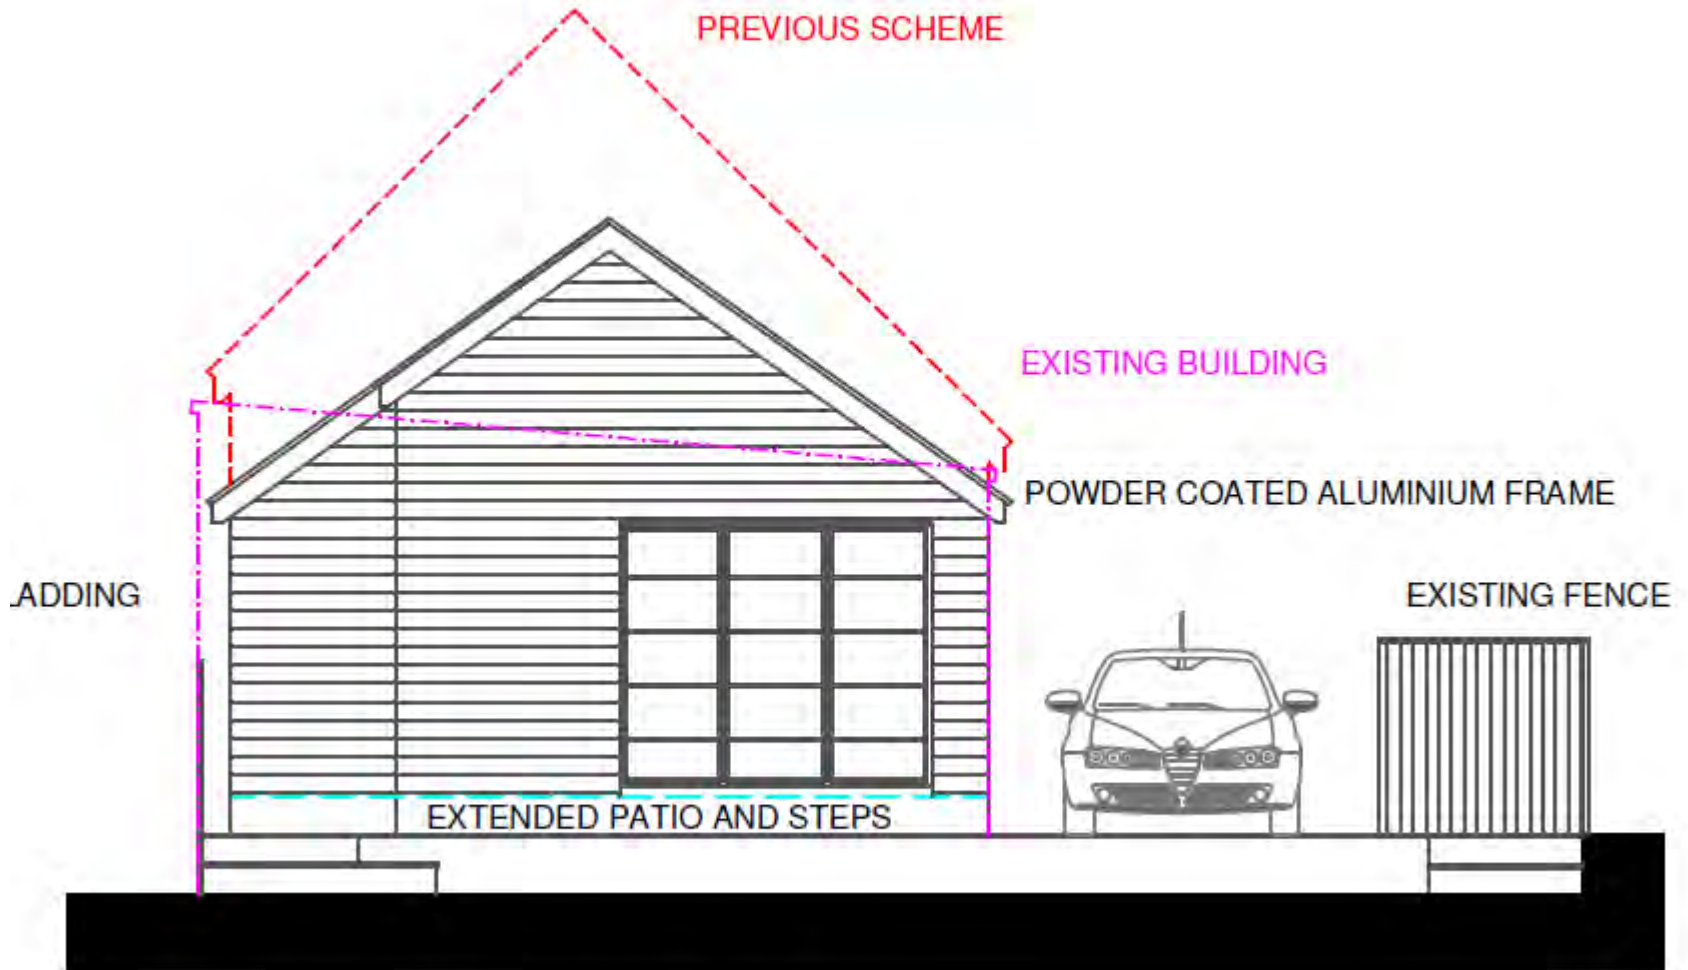 PREVIOUS SCHEME
EXISTING BUILDING
POWDER COATED ALUMINIUM FRAME
ADDING
EXISTING FENCE
EXTENDED PATIO AND STEPS